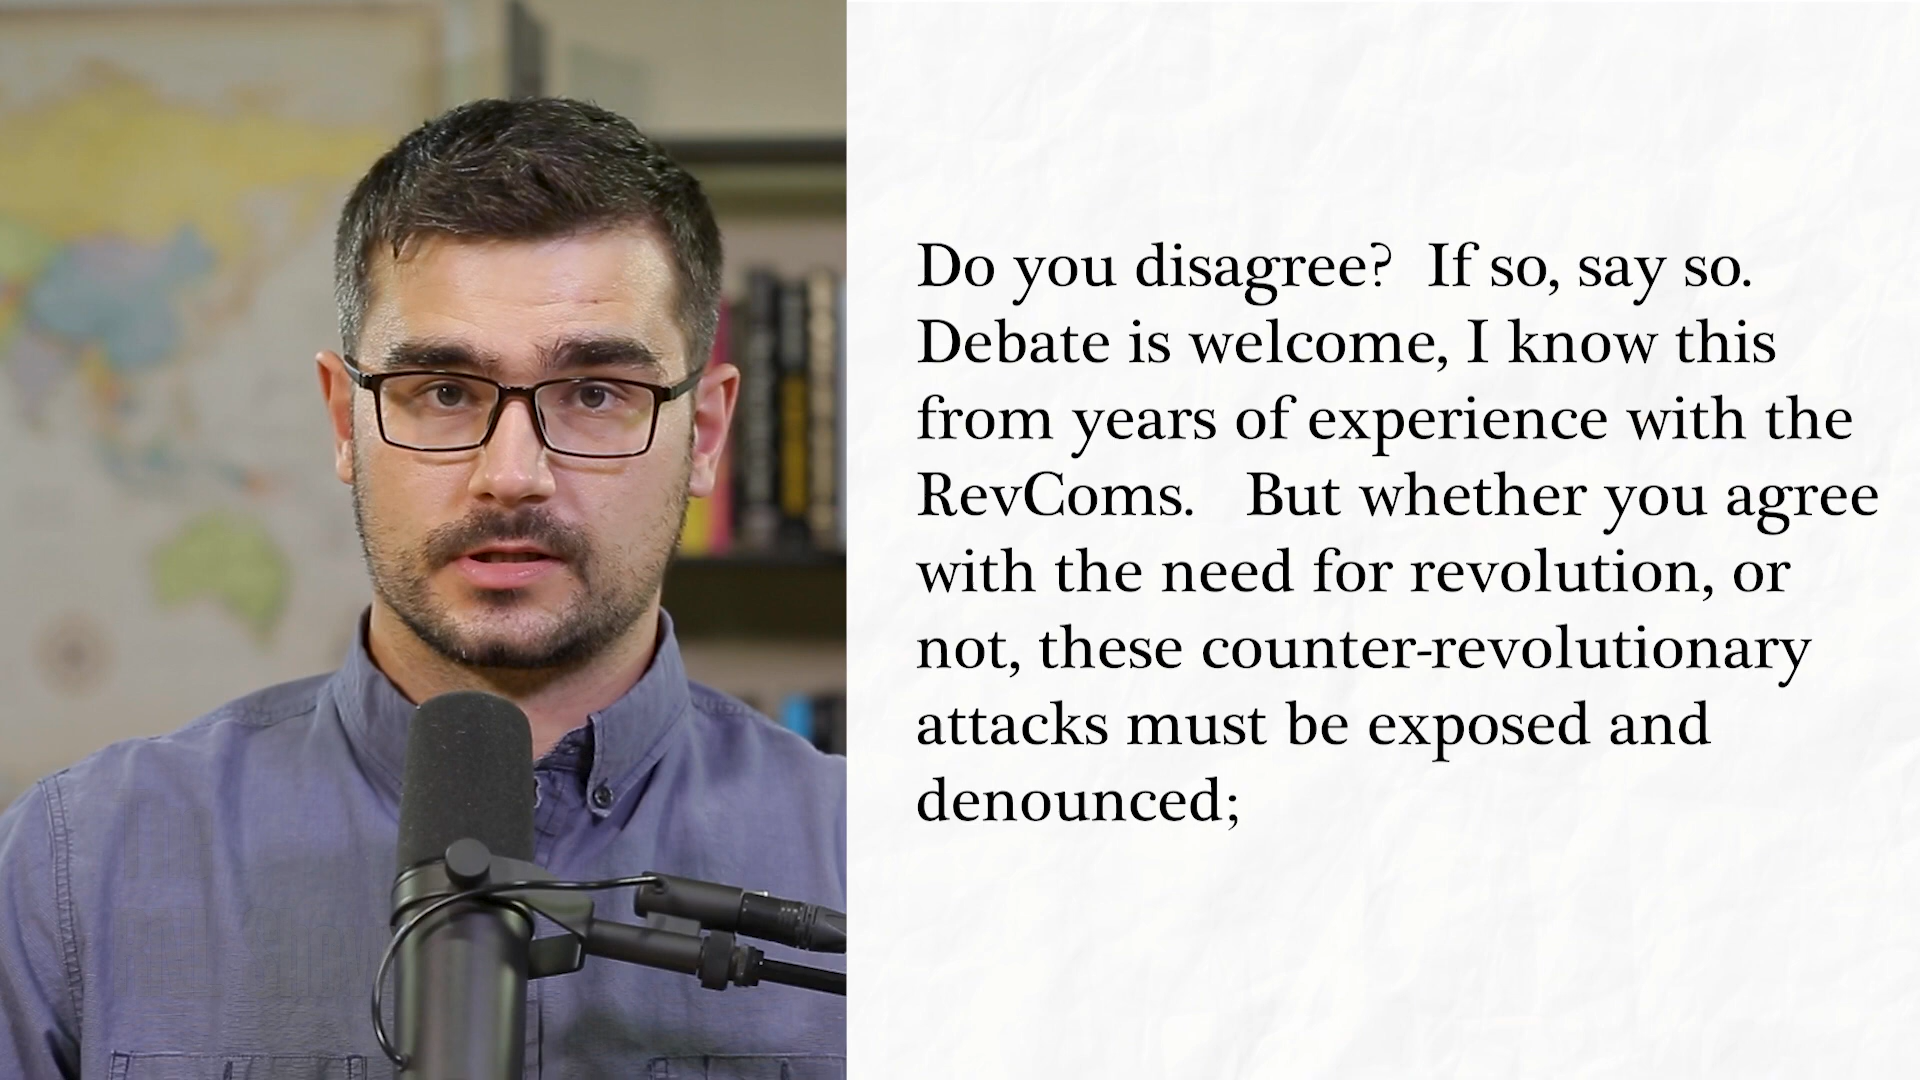 Do you disagree?  If so, say so.
Debate is welcome, I know this
from years of experience with the
RevComs.   But whether you agree
with the need for revolution, or
not, these counter-revolutionary
attacks must be exposed and
denounced;